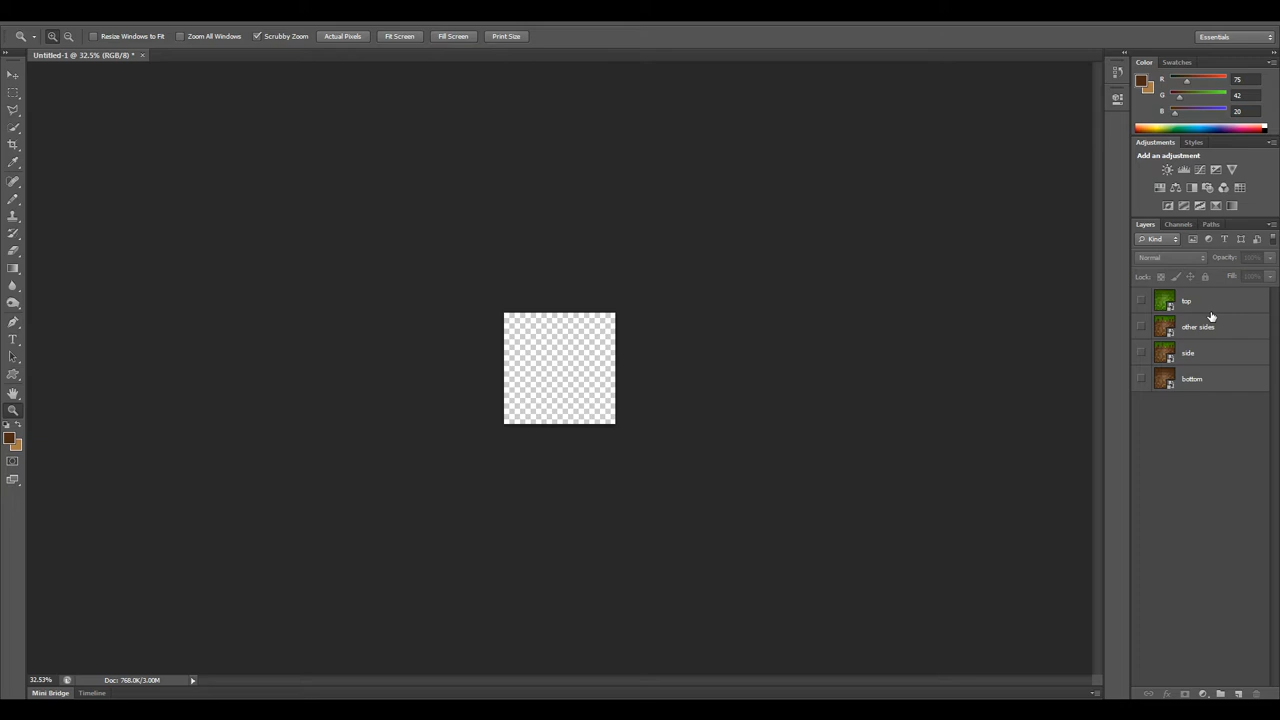 Resize Windows to Fit Zoom All Windows Scrubby Zoom Actual Pixels Fit Screen Fill Screen Print Size Essentials
Untitled-1 @ 32.5% (RGB/8) * ×
Color Swatches
R 75
G 42
B 20
Adjustments Styles
Add an adjustment
Layers Channels Paths
Kind
Normal Opacity: 100%
Lock: Fill: 100%
top
other sides
side
bottom
32.53% Doc: 768.0K/3.00M
Mini Bridge Timeline